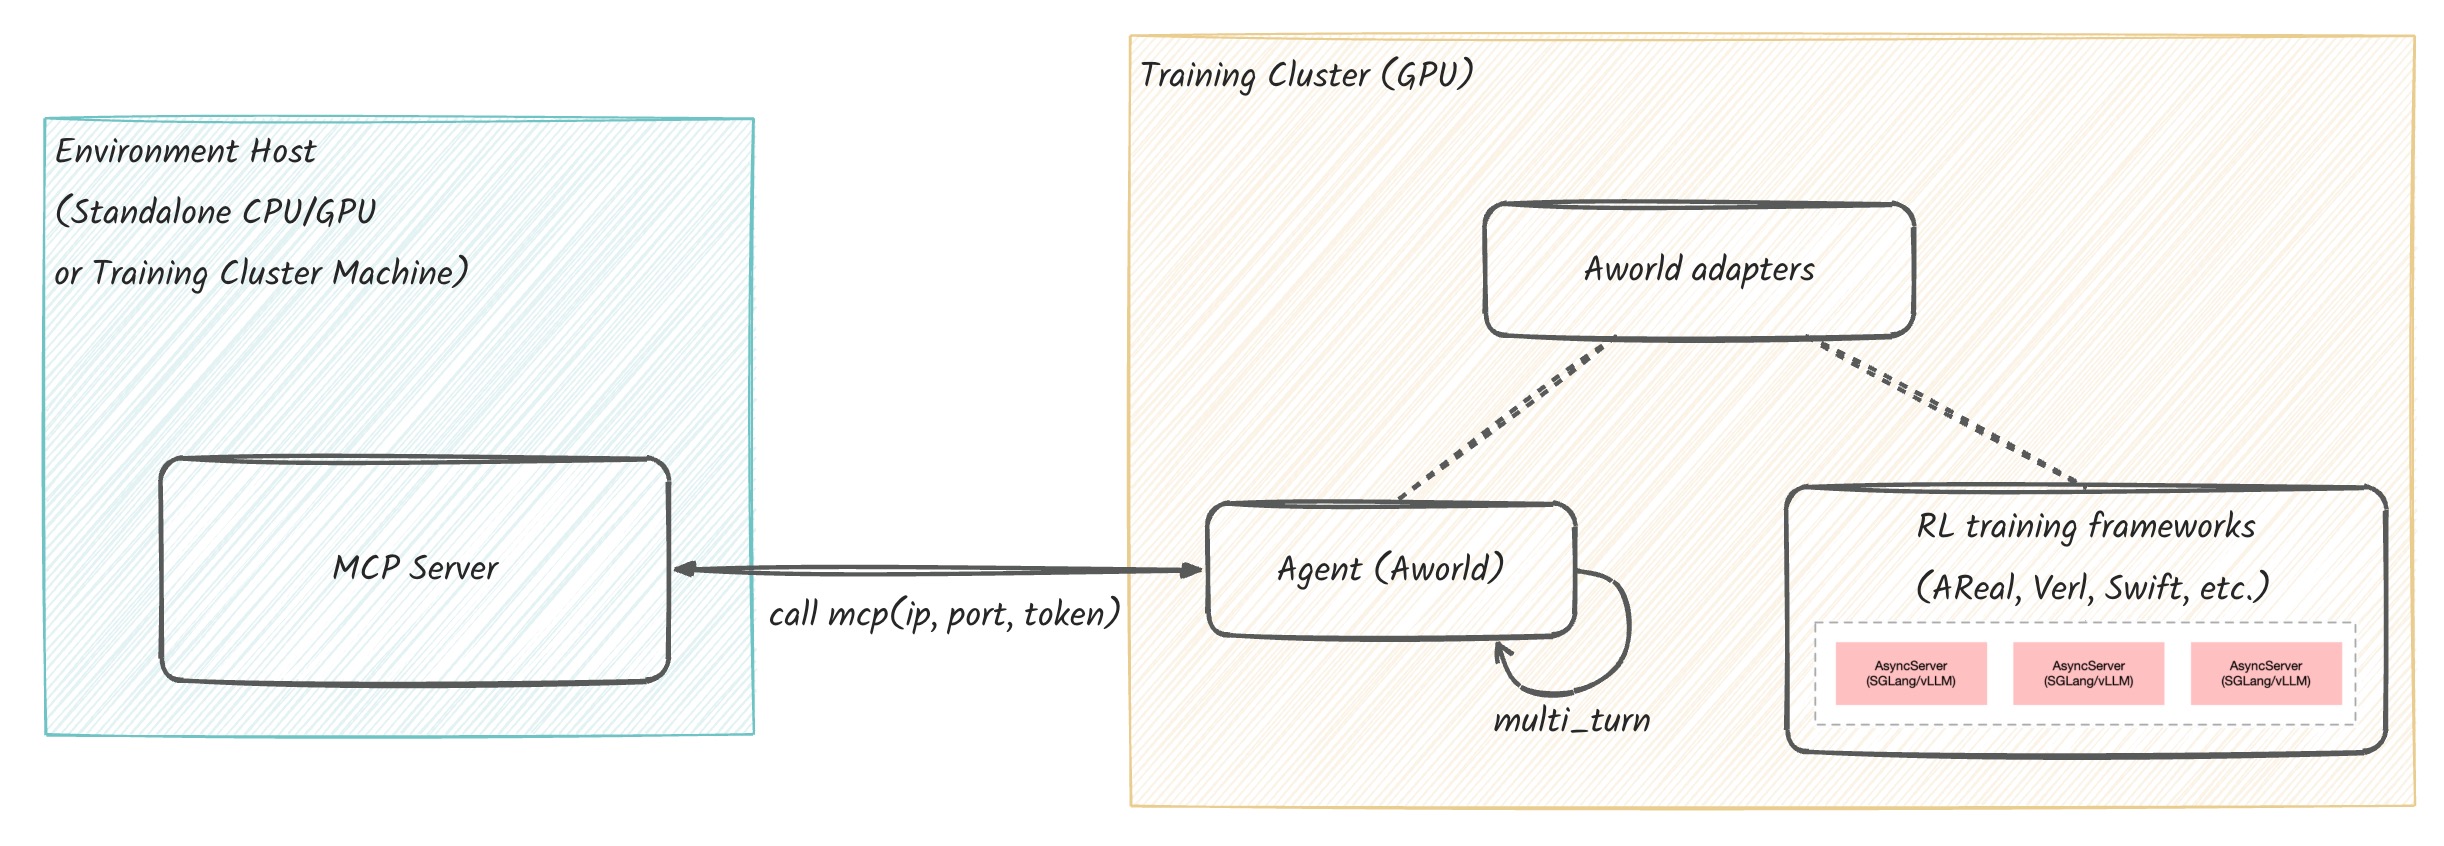 Training Cluster (GPU)
Environment Host
(Standalone CPU/GPU
or Training Cluster Machine)
Aworld adapters
MCP Server
call mcp(ip, port, token)
Agent (Aworld)
multi_turn
RL training frameworks
(AReal, Verl, Swift, etc.)
AsyncServer
(SGLang/vLLM)
AsyncServer
(SGLang/vLLM)
AsyncServer
(SGLang/vLLM)